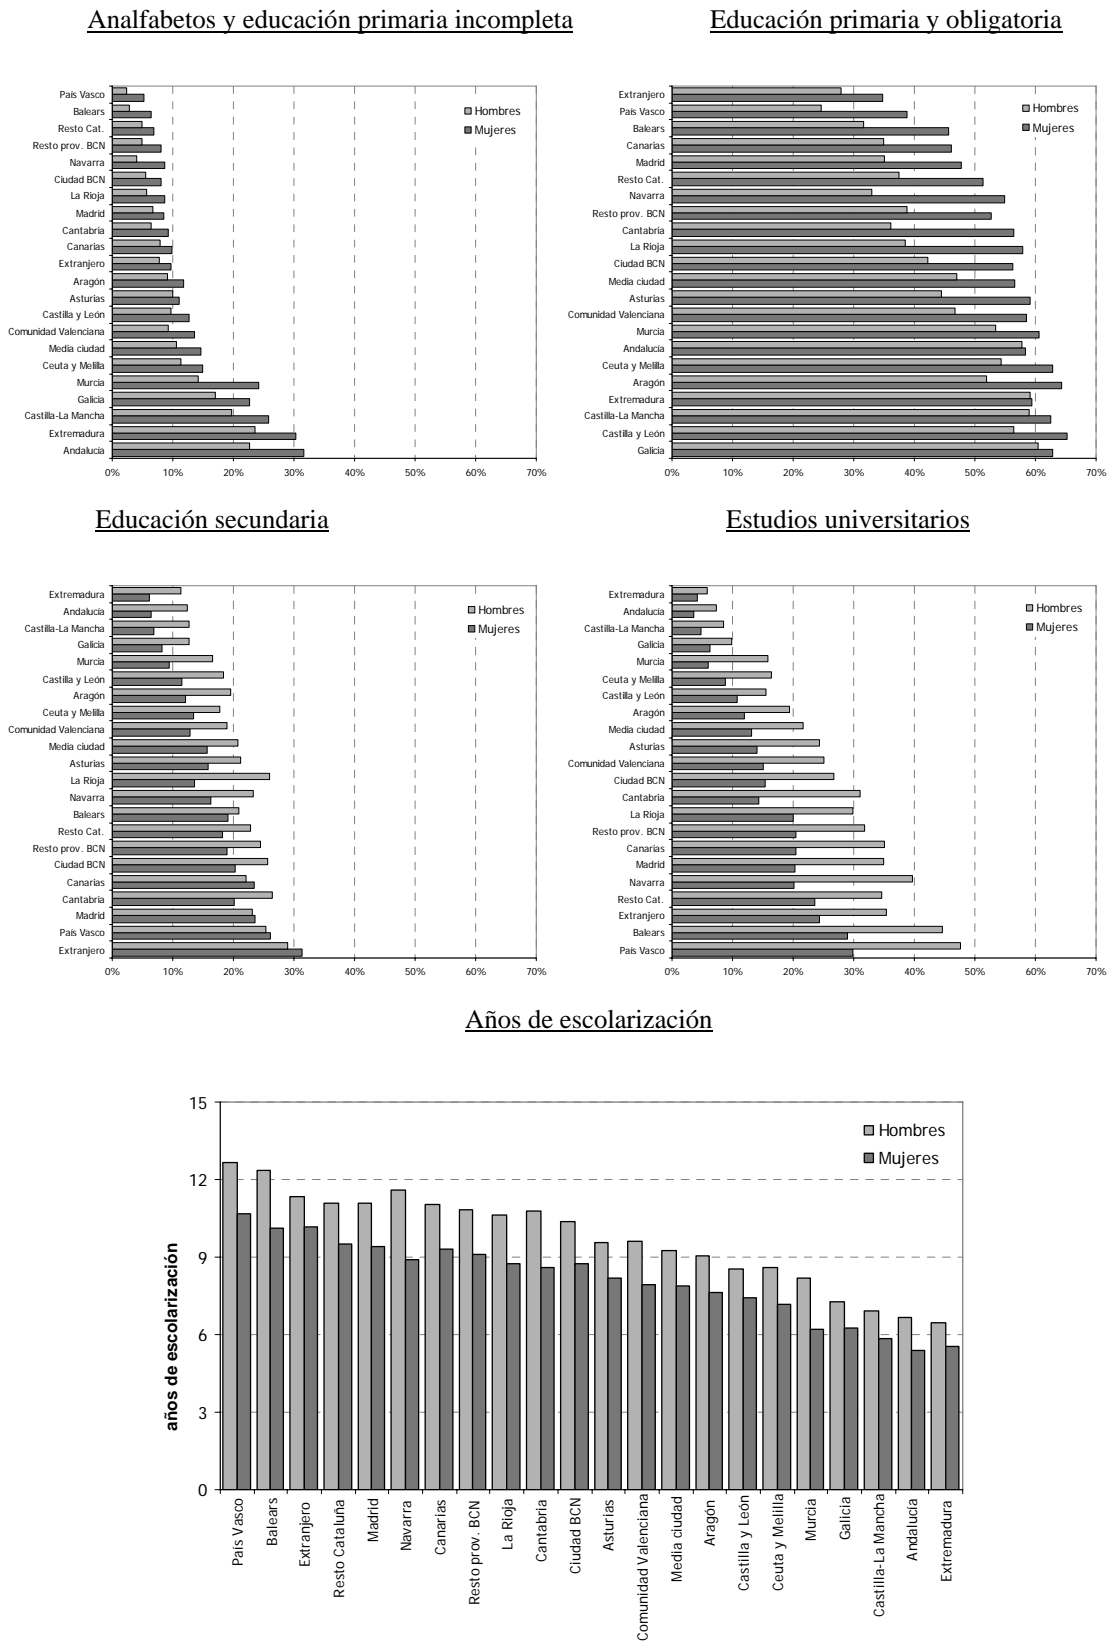 Analfabetos y educación primaria incompleta
País Vasco
Balears
Resto Cat.
Resto prov. BCN
Navarra
Ciudad BCN
La Rioja
Madrid
Cantabria
Canarias
Extranjero
Aragón
Asturias
Castilla y León
Comunidad Valenciana
Media ciudad
Ceuta y Melilla
Murcia
Galicia
Castilla-La Mancha
Extremadura
Andalucía
Hombres
Mujeres
0% 10% 20% 30% 40% 50% 60% 70%
Educación primaria y obligatoria
Extranjero
País Vasco
Balears
Canarias
Madrid
Resto Cat.
Navarra
Resto prov. BCN
Cantabria
La Rioja
Ciudad BCN
Media ciudad
Asturias
Comunidad Valenciana
Murcia
Andalucía
Ceuta y Melilla
Aragón
Extremadura
Castilla-La Mancha
Castilla y León
Galicia
Hombres
Mujeres
0% 10% 20% 30% 40% 50% 60% 70%
Educación secundaria
Extremadura
Andalucía
Castilla-La Mancha
Galicia
Murcia
Castilla y León
Aragón
Ceuta y Melilla
Comunidad Valenciana
Media ciudad
Asturias
La Rioja
Navarra
Balears
Resto Cat.
Resto prov. BCN
Ciudad BCN
Canarias
Cantabria
Madrid
País Vasco
Extranjero
Hombres
Mujeres
0% 10% 20% 30% 40% 50% 60% 70%
Estudios universitarios
Extremadura
Andalucía
Castilla-La Mancha
Galicia
Murcia
Ceuta y Melilla
Castilla y León
Aragón
Media ciudad
Asturias
Comunidad Valenciana
Ciudad BCN
Cantabria
La Rioja
Resto prov. BCN
Canarias
Madrid
Navarra
Resto Cat.
Extranjero
Balears
País Vasco
Hombres
Mujeres
0% 10% 20% 30% 40% 50% 60% 70%
Años de escolarización
años de escolarización
15
12
9
6
3
0
Hombres
Mujeres
País Vasco
Balears
Extranjero
Resto Cataluña
Madrid
Navarra
Canarias
Resto prov. BCN
La Rioja
Cantabria
Ciudad BCN
Asturias
Comunidad Valenciana
Media ciudad
Aragón
Castilla y León
Ceuta y Melilla
Murcia
Galicia
Castilla-La Mancha
Andalucía
Extremadura